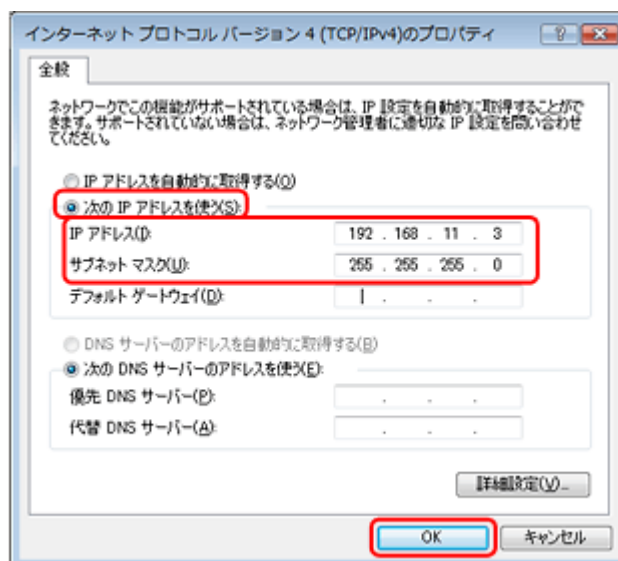 インターネット プロトコル バージョン 4 (TCP/IPv4)のプロパティ
全般
ネットワークでこの機能がサポートされている場合は、IP 設定を自動的に取得することがで
きます。サポートされていない場合は、ネットワーク管理者に適切な IP 設定を問い合わせ
てください。
IP アドレスを自動的に取得する(O)
次の IP アドレスを使う(S):
IP アドレス(I): 192 . 168 . 11 . 3
サブネット マスク(U): 255 . 255 . 255 . 0
デフォルト ゲートウェイ(D): . . .
DNS サーバーのアドレスを自動的に取得する(B)
次の DNS サーバーのアドレスを使う(E):
優先 DNS サーバー(P): . . .
代替 DNS サーバー(A): . . .
詳細設定(V)...
OK キャンセル